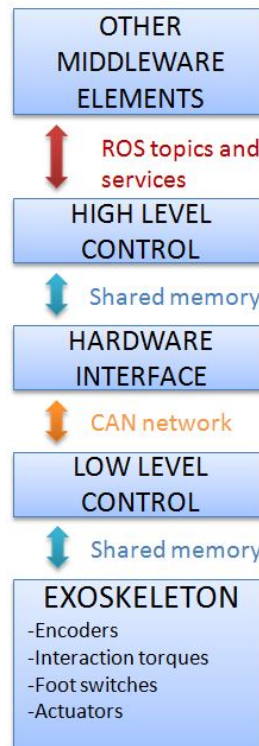 OTHER
MIDDLEWARE
ELEMENTS
ROS topics and
services
HIGH LEVEL
CONTROL
Shared memory
HARDWARE
INTERFACE
CAN network
LOW LEVEL
CONTROL
Shared memory
EXOSKELETON
-Encoders
-Interaction torques
-Foot switches
-Actuators